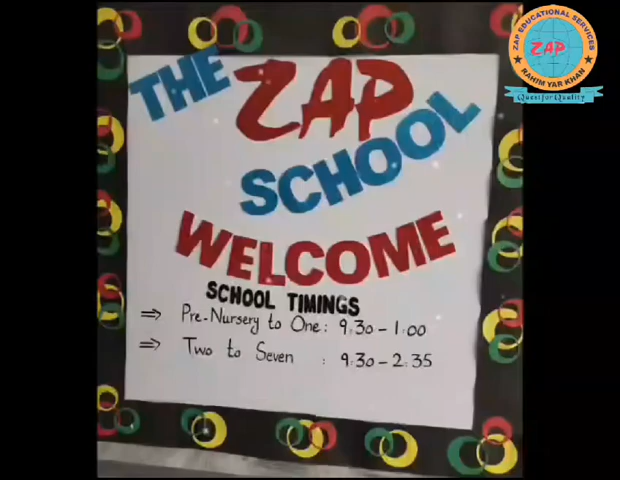 THE ZAP
SCHOOL
WELCOME
SCHOOL TIMINGS
⇒ Pre-Nursery to One: 9:30 - 1:00
⇒ Two to Seven : 9:30 - 2:35
ZAP EDUCATIONAL SERVICES
ZAP
RAHIM YAR KHAN
Quest for Quality